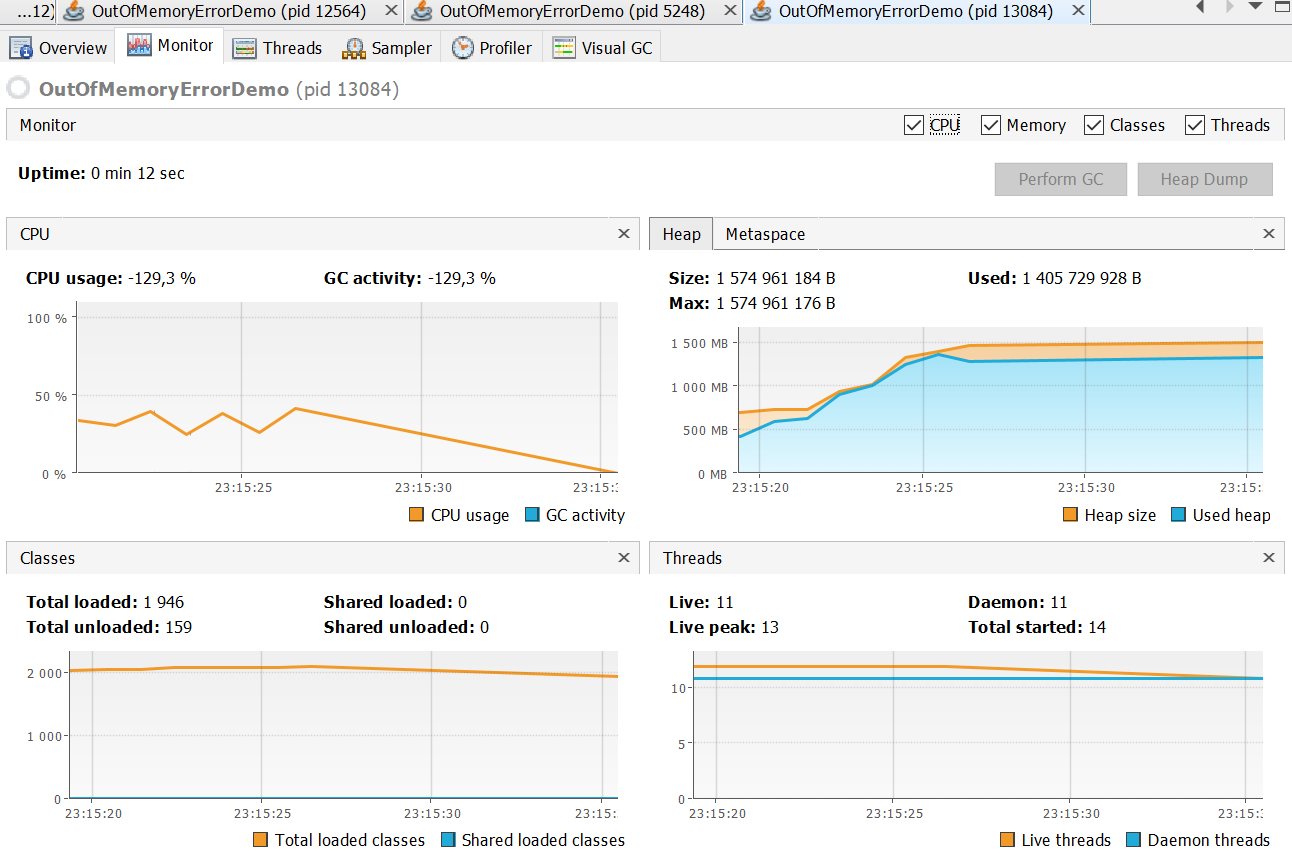 ...12) OutOfMemoryErrorDemo (pid 12564) OutOfMemoryErrorDemo (pid 5248) OutOfMemoryErrorDemo (pid 13084)
Overview Monitor Threads Sampler Profiler Visual GC
OutOfMemoryErrorDemo (pid 13084)
Monitor CPU Memory Classes Threads
Uptime: 0 min 12 sec
Perform GC Heap Dump
CPU
CPU usage: -129,3 % GC activity: -129,3 %
100 %
50 %
0 %
23:15:25 23:15:30 23:15:3
CPU usage GC activity
Heap Metaspace
Size: 1 574 961 184 B Used: 1 405 729 928 B
Max: 1 574 961 176 B
1 500 MB
1 000 MB
500 MB
0 MB
23:15:20 23:15:25 23:15:30 23:15:
Heap size Used heap
Classes
Total loaded: 1 946 Shared loaded: 0
Total unloaded: 159 Shared unloaded: 0
2 000
1 000
0
23:15:20 23:15:25 23:15:30 23:15:
Total loaded classes Shared loaded classes
Threads
Live: 11 Daemon: 11
Live peak: 13 Total started: 14
10
5
0
23:15:20 23:15:25 23:15:30 23:15:3
Live threads Daemon threads